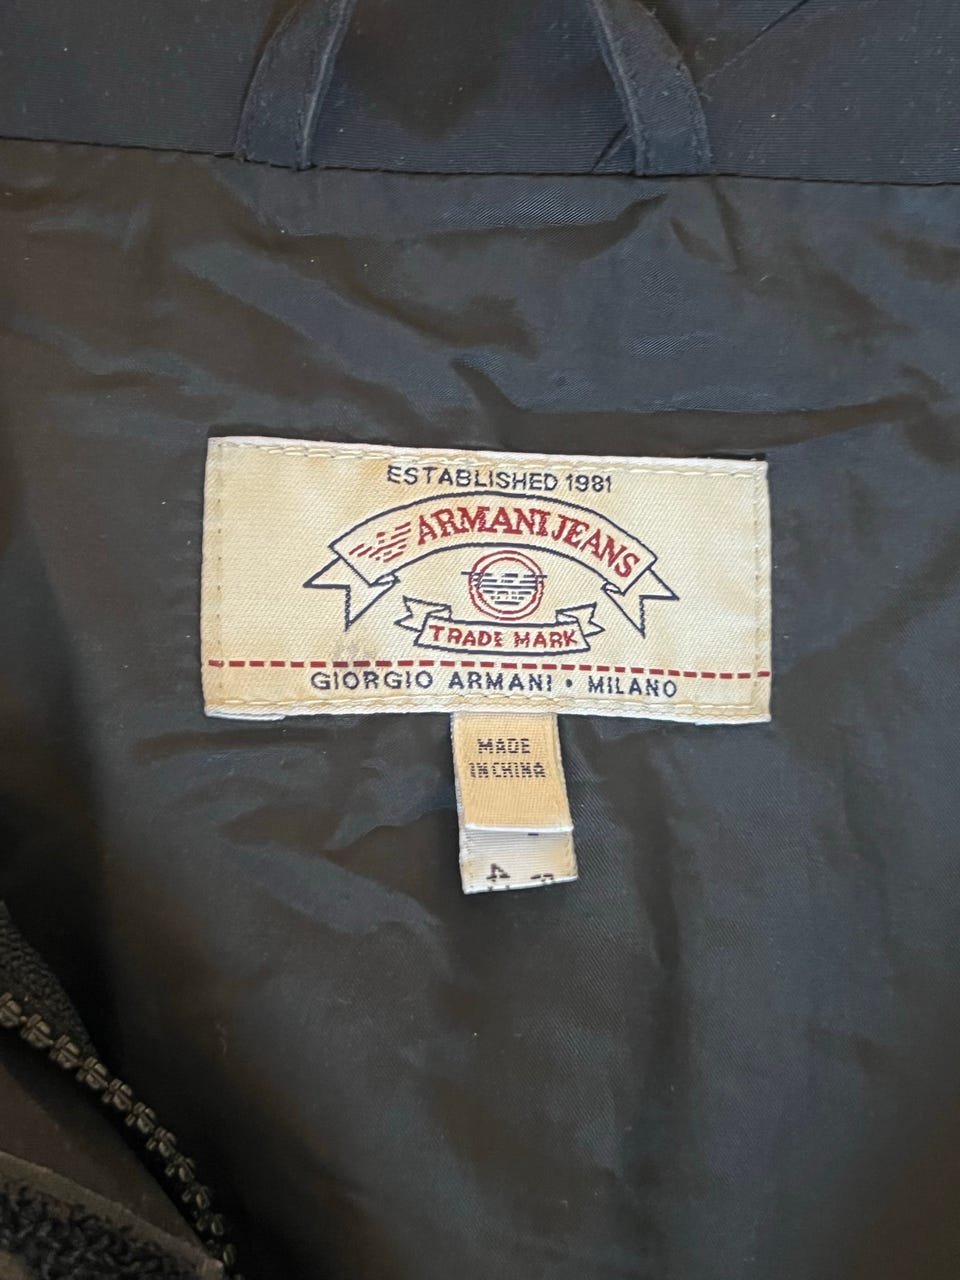 ESTABLISHED 1981
ARMANI JEANS
TRADE MARK
GIORGIO ARMANI • MILANO
MADE
IN CHINA